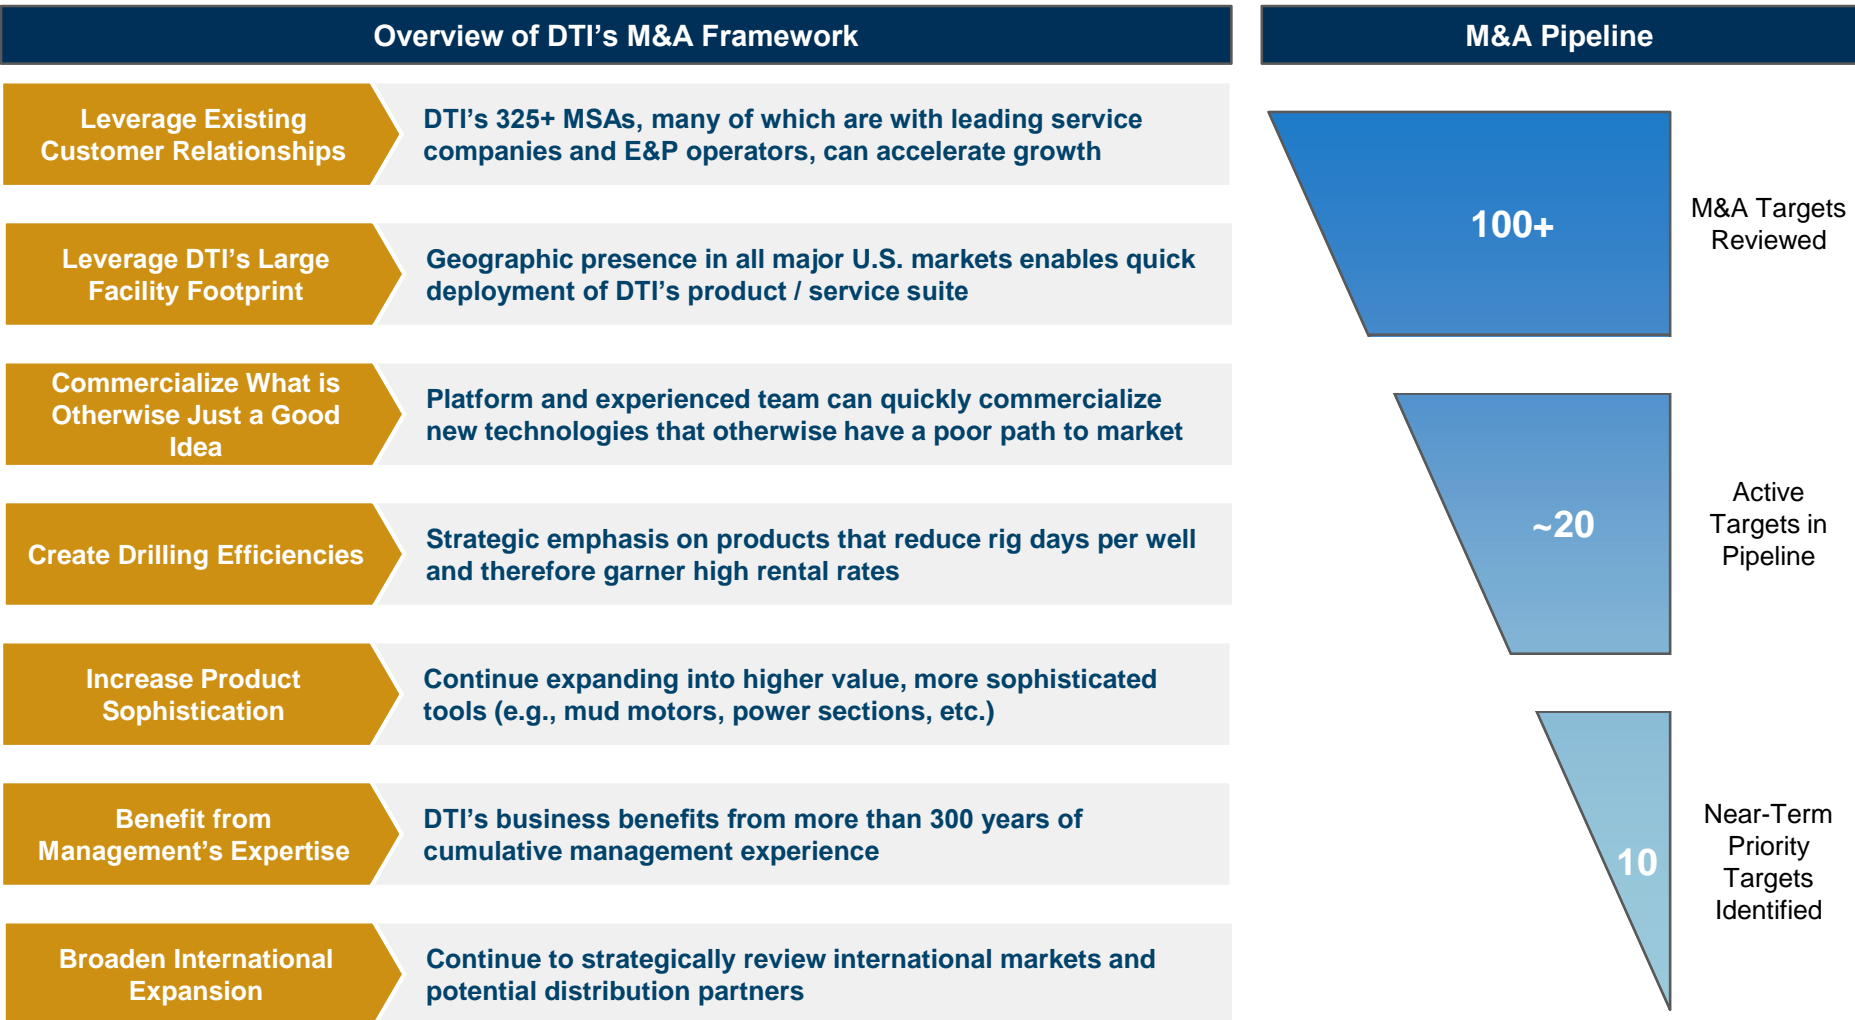 Overview of DTI's M&A Framework
Leverage Existing
Customer Relationships
DTI's 325+ MSAs, many of which are with leading service
companies and E&P operators, can accelerate growth
Leverage DTI's Large
Facility Footprint
Geographic presence in all major U.S. markets enables quick
deployment of DTI's product / service suite
Commercialize What is
Otherwise Just a Good
Idea
Platform and experienced team can quickly commercialize
new technologies that otherwise have a poor path to market
Create Drilling Efficiencies
Strategic emphasis on products that reduce rig days per well
and therefore garner high rental rates
Increase Product
Sophistication
Continue expanding into higher value, more sophisticated
tools (e.g., mud motors, power sections, etc.)
Benefit from
Management's Expertise
DTI's business benefits from more than 300 years of
cumulative management experience
Broaden International
Expansion
Continue to strategically review international markets and
potential distribution partners
M&A Pipeline
100+
M&A Targets
Reviewed
~20
Active
Targets in
Pipeline
10
Near-Term
Priority
Targets
Identified